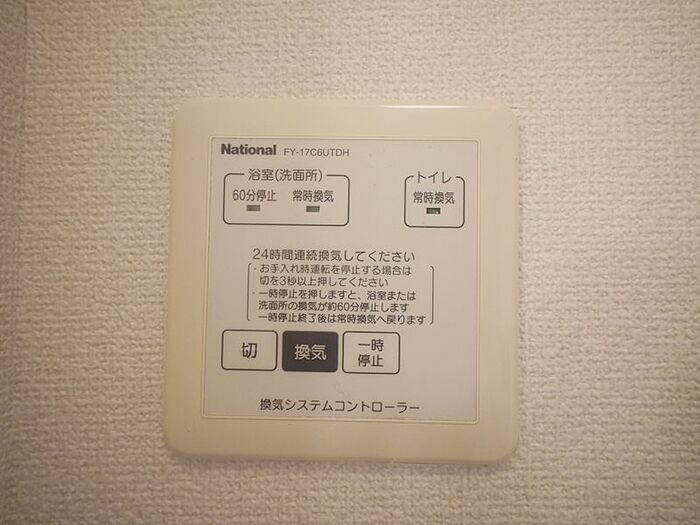 National FY-17C6UTDH
浴室(洗面所)
60分停止 常時換気
トイレ
常時換気
24時間連続換気してください
・お手入れ時運転を停止する場合は
切を3秒以上押してください
・一時停止を押しますと、浴室または
洗面所の換気が約60分停止します
一時停止終了後は常時換気へ戻ります
切
換気
一時
停止
換気システムコントローラー